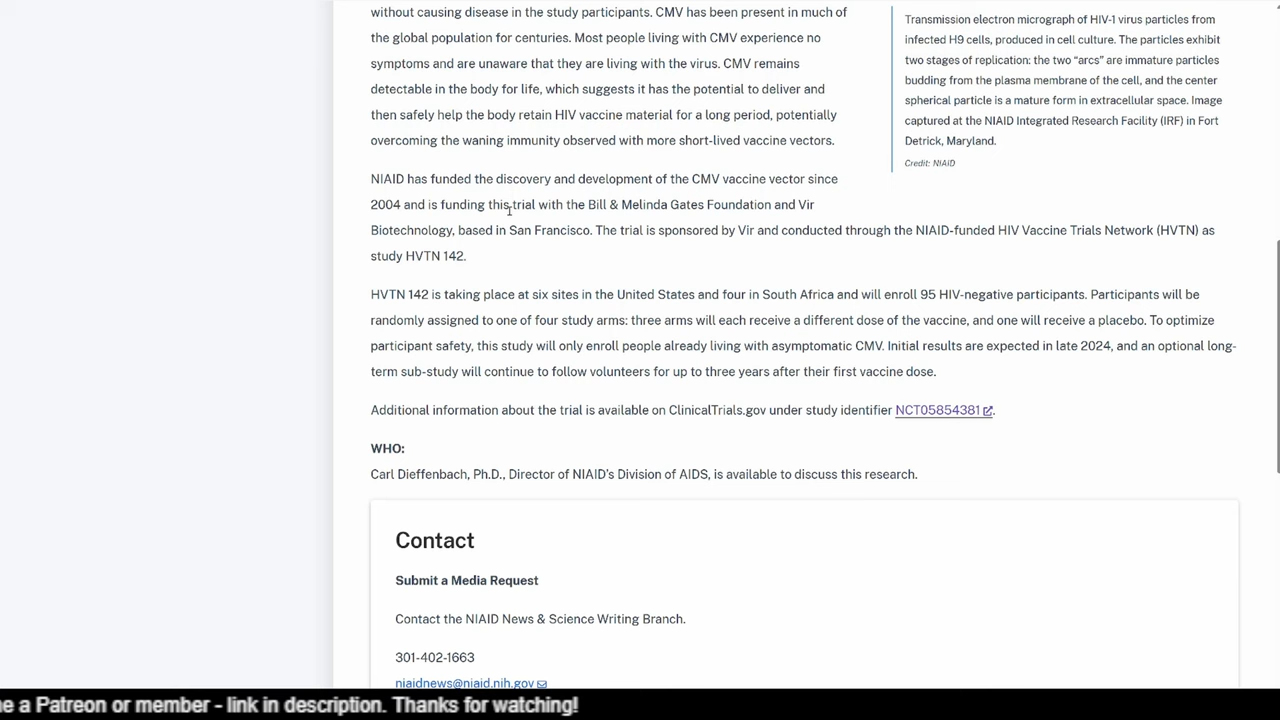 without causing disease in the study participants. CMV has been present in much of
the global population for centuries. Most people living with CMV experience no
symptoms and are unaware that they are living with the virus. CMV remains
detectable in the body for life, which suggests it has the potential to deliver and
then safely help the body retain HIV vaccine material for a long period, potentially
overcoming the waning immunity observed with more short-lived vaccine vectors.
Transmission electron micrograph of HIV-1 virus particles from
infected H9 cells, produced in cell culture. The particles exhibit
two stages of replication: the two “arcs” are immature particles
budding from the plasma membrane of the cell, and the center
spherical particle is a mature form in extracellular space. Image
captured at the NIAID Integrated Research Facility (IRF) in Fort
Detrick, Maryland.
Credit: NIAID
NIAID has funded the discovery and development of the CMV vaccine vector since
2004 and is funding this trial with the Bill & Melinda Gates Foundation and Vir
Biotechnology, based in San Francisco. The trial is sponsored by Vir and conducted through the NIAID-funded HIV Vaccine Trials Network (HVTN) as
study HVTN 142.
HVTN 142 is taking place at six sites in the United States and four in South Africa and will enroll 95 HIV-negative participants. Participants will be
randomly assigned to one of four study arms: three arms will each receive a different dose of the vaccine, and one will receive a placebo. To optimize
participant safety, this study will only enroll people already living with asymptomatic CMV. Initial results are expected in late 2024, and an optional long-
term sub-study will continue to follow volunteers for up to three years after their first vaccine dose.
Additional information about the trial is available on ClinicalTrials.gov under study identifier NCT05854381.
WHO:
Carl Dieffenbach, Ph.D., Director of NIAID’s Division of AIDS, is available to discuss this research.
Contact
Submit a Media Request
Contact the NIAID News & Science Writing Branch.
301-402-1663
niaidnews@niaid.nih.gov
ne a Patreon or member - link in description. Thanks for watching!